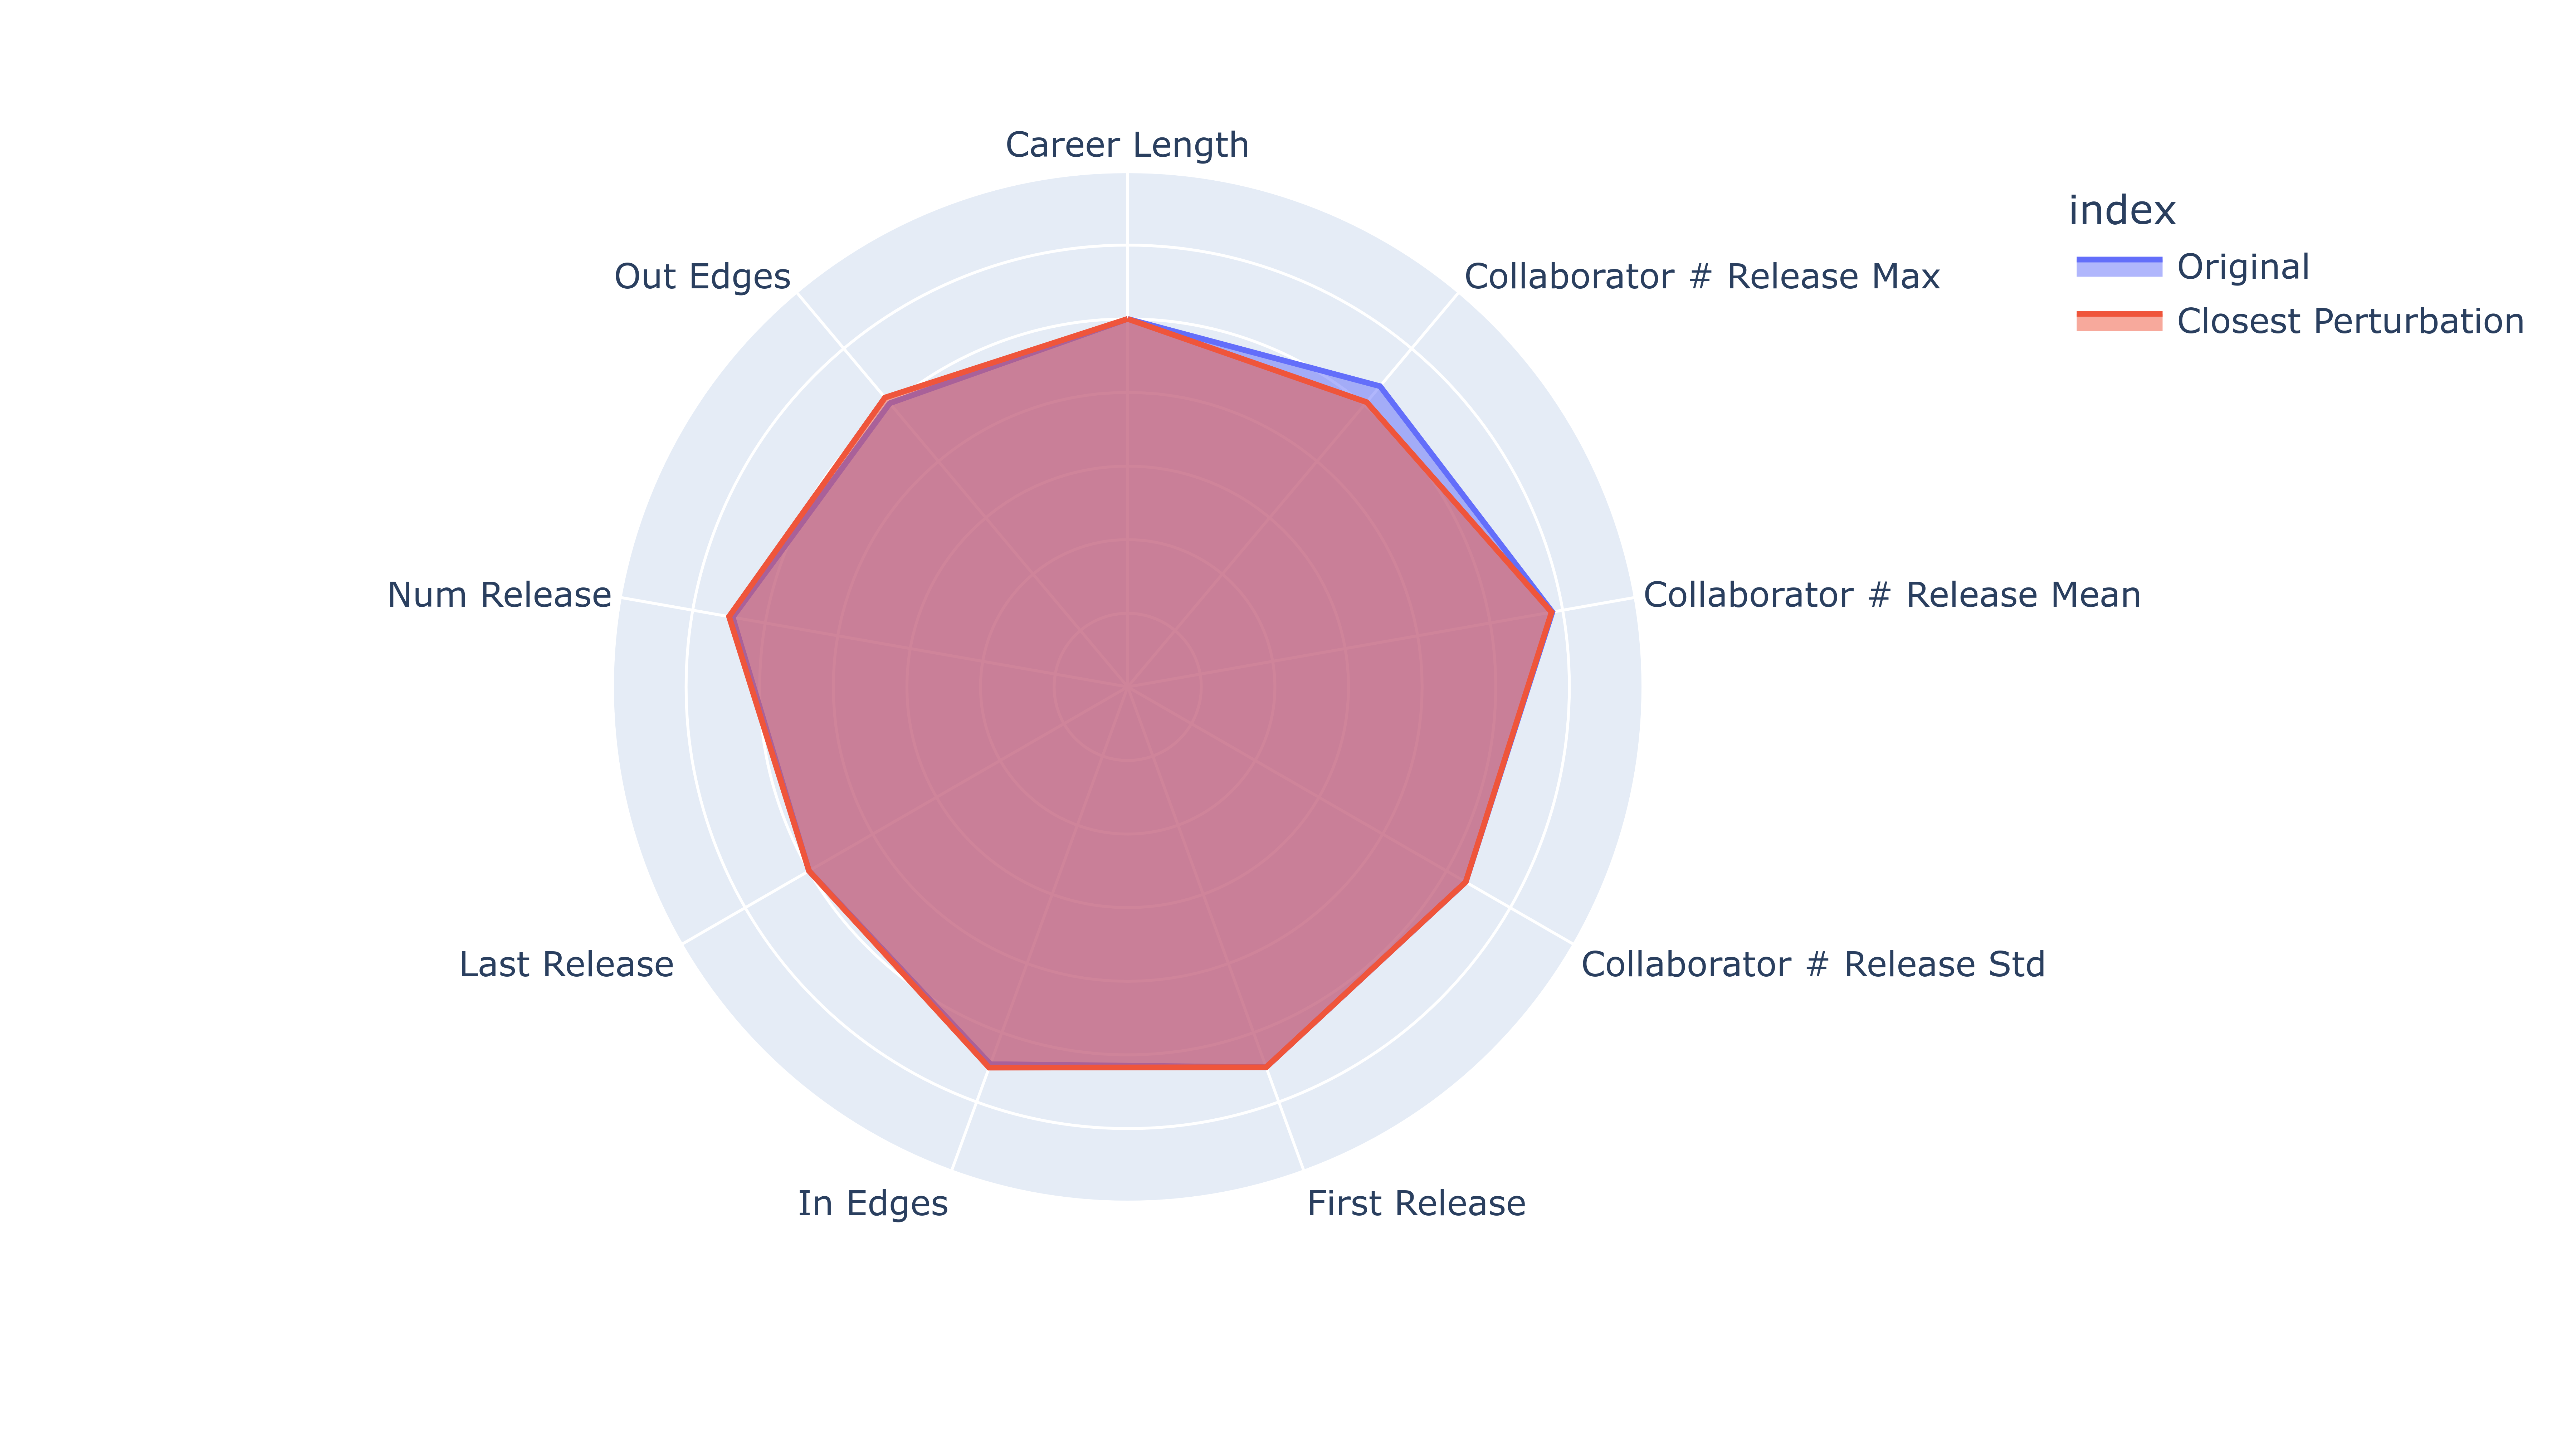 Career Length
Out Edges
Collaborator # Release Max
Num Release
Collaborator # Release Mean
Last Release
Collaborator # Release Std
In Edges
First Release
index
Original
Closest Perturbation